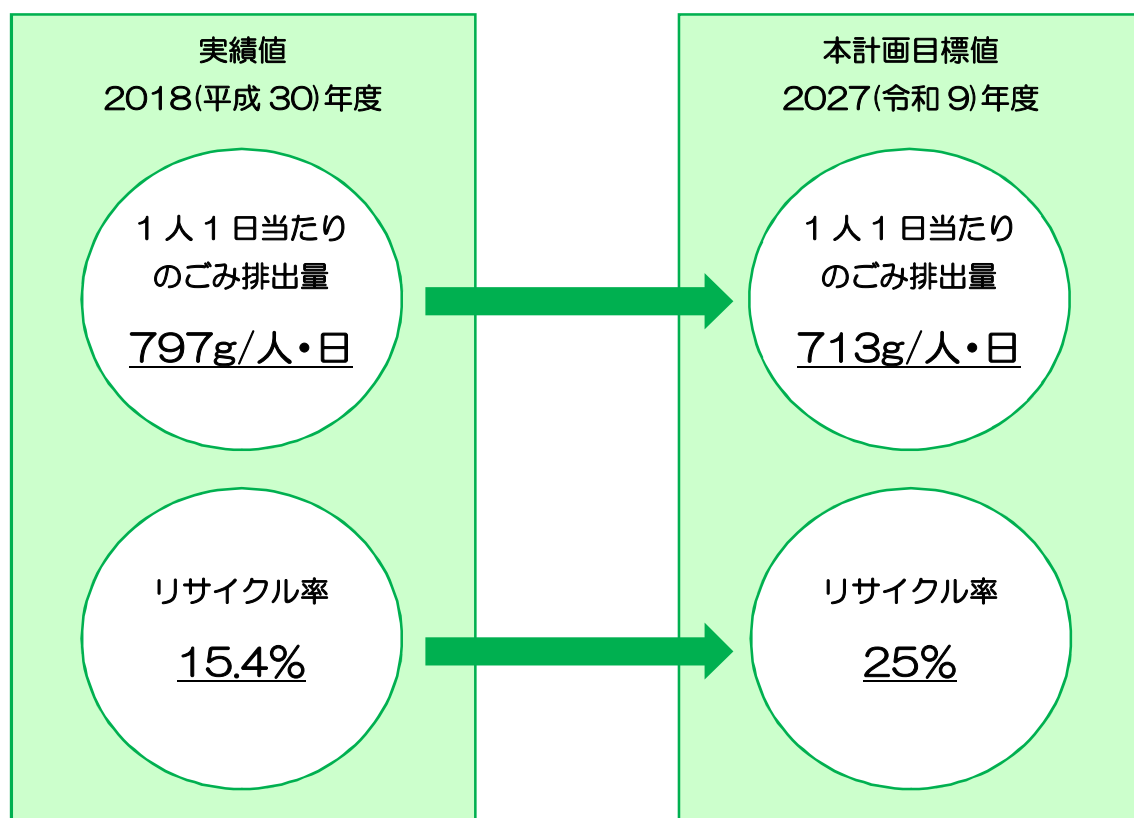 実績値
2018(平成 30)年度
1 人 1 日当たり
のごみ排出量
797g/人・日
リサイクル率
15.4%
本計画目標値
2027(令和 9)年度
1 人 1 日当たり
のごみ排出量
713g/人・日
リサイクル率
25%